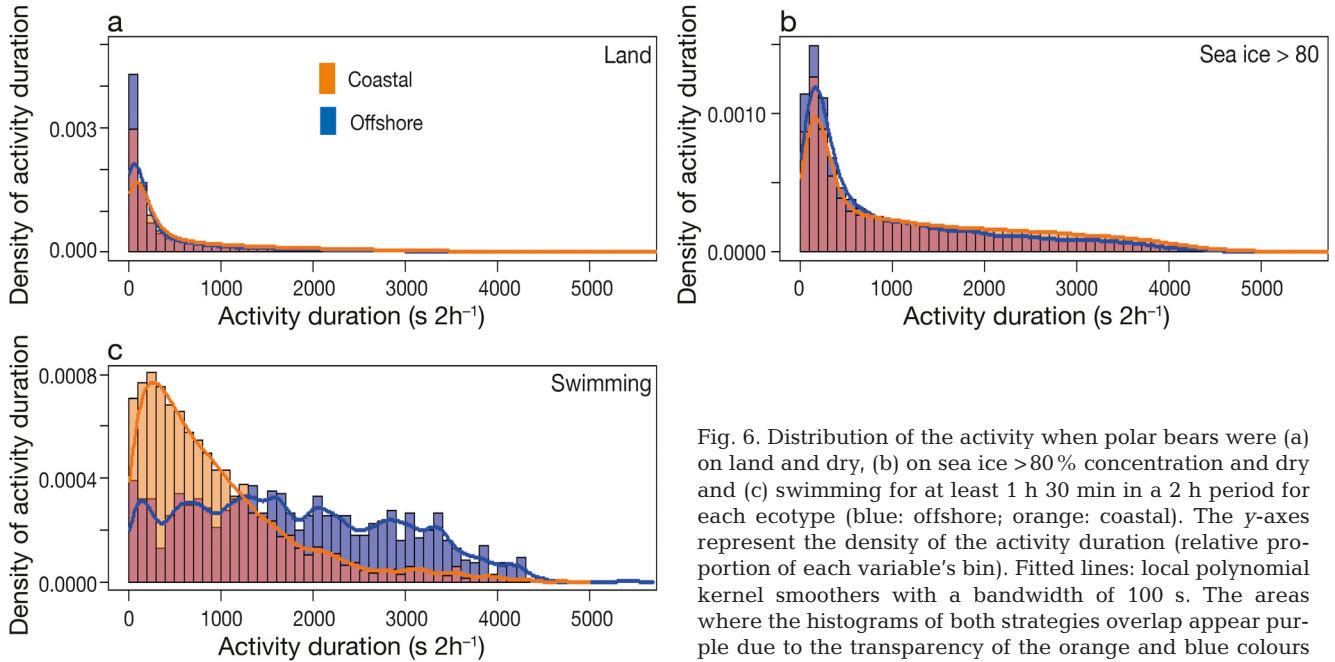 a
Land
Coastal
Offshore
Density of activity duration
0.003
0.000
0 1000 2000 3000 4000 5000
Activity duration (s 2h⁻¹)
b
Sea ice > 80
Density of activity duration
0.0010
0.0000
0 1000 2000 3000 4000 5000
Activity duration (s 2h⁻¹)
c
Swimming
Density of activity duration
0.0008
0.0004
0.0000
0 1000 2000 3000 4000 5000
Activity duration (s 2h⁻¹)
Fig. 6. Distribution of the activity when polar bears were (a)
on land and dry, (b) on sea ice >80% concentration and dry
and (c) swimming for at least 1 h 30 min in a 2 h period for
each ecotype (blue: offshore; orange: coastal). The y-axes
represent the density of the activity duration (relative pro-
portion of each variable's bin). Fitted lines: local polynomial
kernel smoothers with a bandwidth of 100 s. The areas
where the histograms of both strategies overlap appear pur-
ple due to the transparency of the orange and blue colours